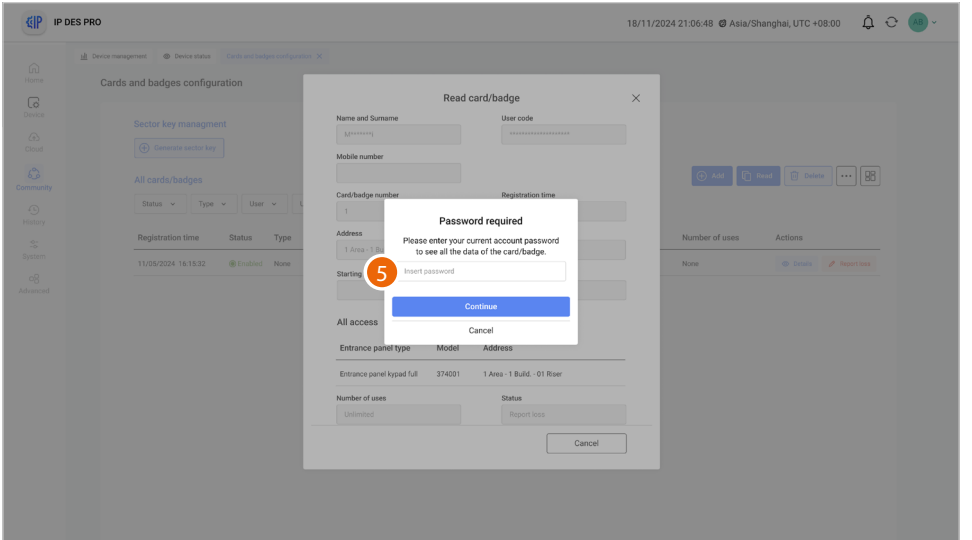 IP IP DES PRO
18/11/2024 21:06:48 Asia/Shanghai, UTC +08:00
AB
Device management Device status Cards and badges configuration
Home
Device
Cloud
Community
History
System
Advanced
Cards and badges configuration
Sector key managment
Generate sector key
All cards/badges
Add Read Delete
Status Type User
Registration time Status Type Number of uses Actions
11/05/2024 16:15:32 Enabled None None Details Report loss
Read card/badge
Name and Surname User code
M*******i ********************
Mobile number
Card/badge number Registration time
1
Address
1 Area - 1 Bu
Starting
Password required
Please enter your current account password
to see all the data of the card/badge.
5 Insert password
Continue
Cancel
All access
Entrance panel type Model Address
Entrance panel kypad full 374001 1 Area - 1 Build. - 01 Riser
Number of uses Status
Unlimited Report loss
Cancel